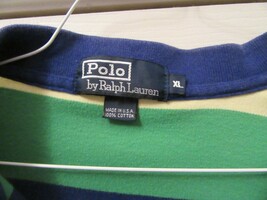 Polo
by Ralph Lauren
XL
MADE IN U.S.A.
100% COTTON